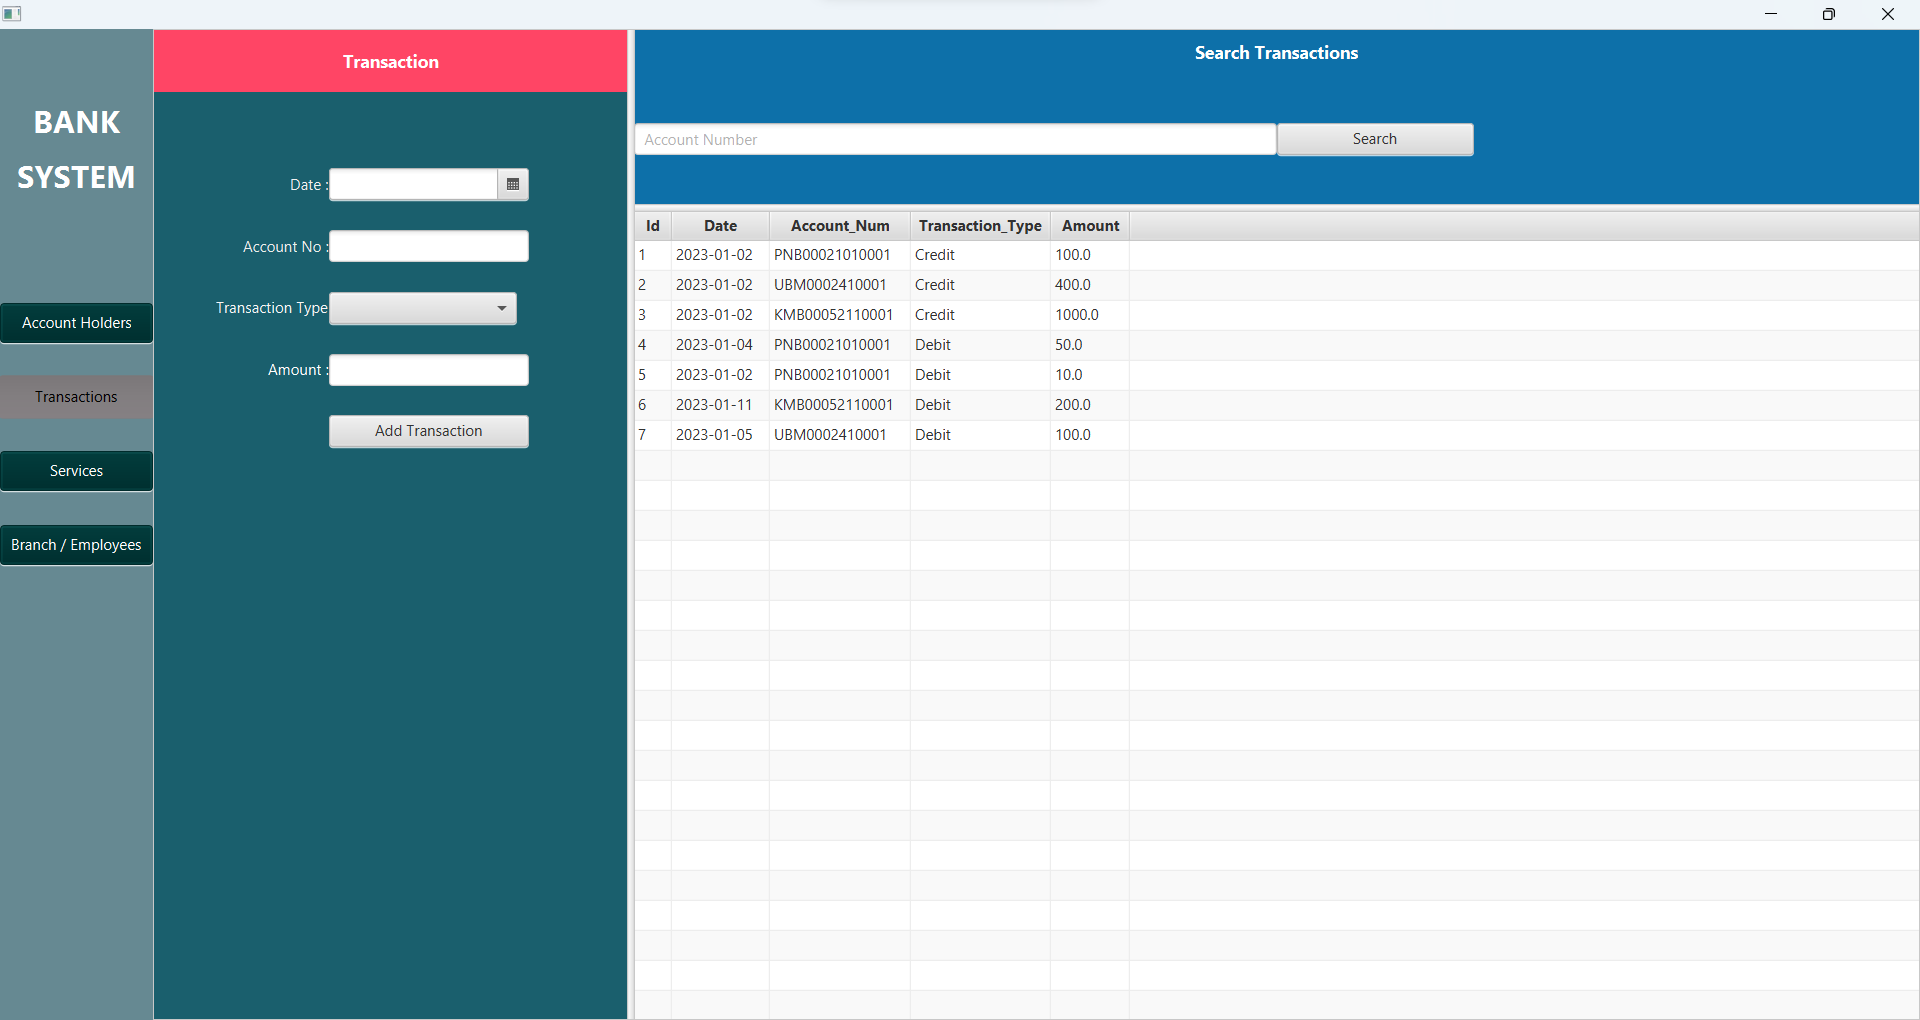 BANK
SYSTEM
Account Holders
Transactions
Services
Branch / Employees
Transaction
Date :
Account No :
Transaction Type
Amount :
Add Transaction
Search Transactions
Account Number Search
Id Date Account_Num Transaction_Type Amount
1 2023-01-02 PNB00021010001 Credit 100.0
2 2023-01-02 UBM0002410001 Credit 400.0
3 2023-01-02 KMB00052110001 Credit 1000.0
4 2023-01-04 PNB00021010001 Debit 50.0
5 2023-01-02 PNB00021010001 Debit 10.0
6 2023-01-11 KMB00052110001 Debit 200.0
7 2023-01-05 UBM0002410001 Debit 100.0